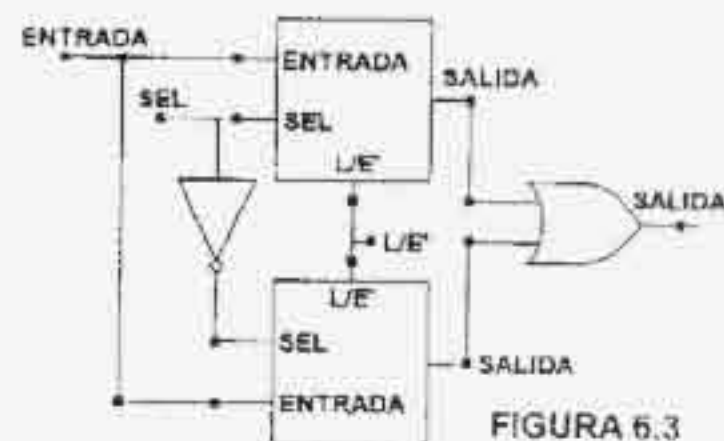 ENTRADA
ENTRADA
SALIDA
SEL
SEL
L/E'
SALIDA
L/E'
L/E'
SEL
SALIDA
ENTRADA
FIGURA 6.3